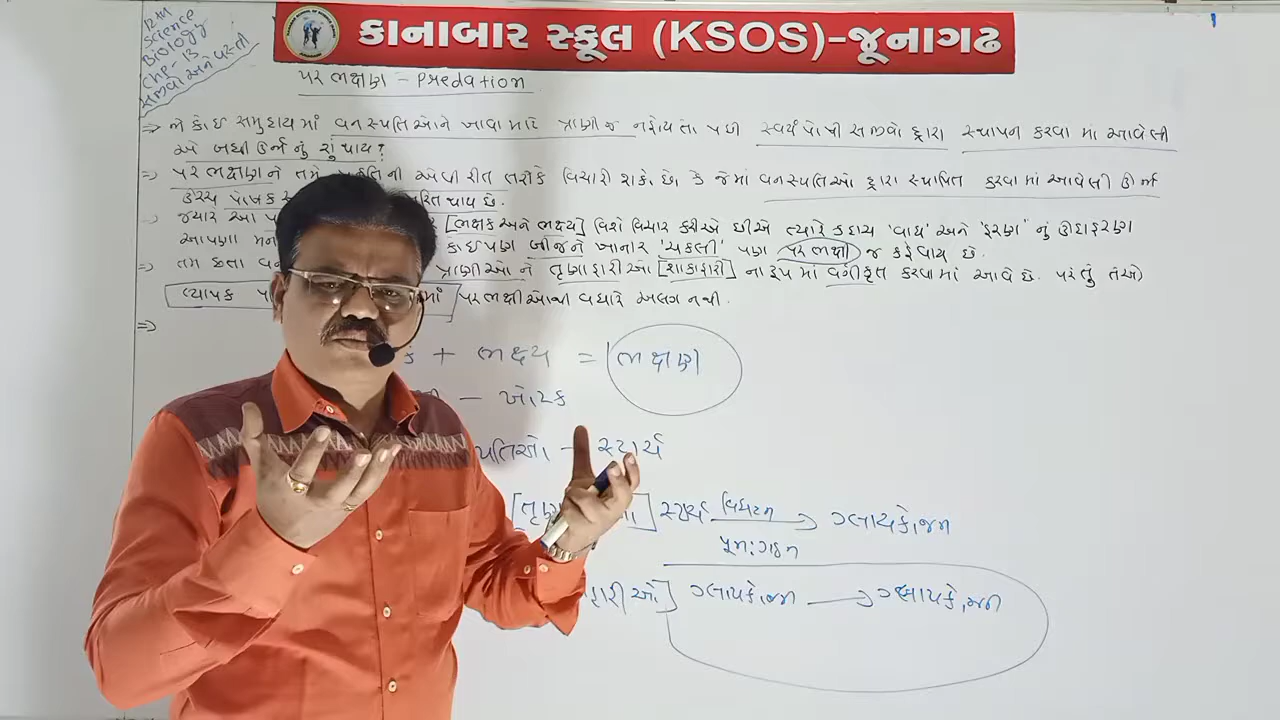 કાનાબાર સ્કૂલ (KSOS)-જૂનાગઢ
12th
Science
Biology
Chp-13
સજીવો અને વસ્તી
પરભક્ષણ - Predation
⇒ જો કોઈ સમુદાયમાં વનસ્પતિઓને ખાવા માટે પ્રાણીજ ન હોય તો પછી સ્વયંપોષી સજીવો દ્વારા સ્થાપન કરવામાં આવેલી
એ બધી ઊર્જાનું શું થાય?
⇒ પરભક્ષણને તમે પ્રકૃતિની એવી રીત તરીકે વિચારી શકો છો કે જેમાં વનસ્પતિઓ દ્વારા સ્થાપિત કરવામાં આવેલી ઊર્જા
ઉચ્ચ પોષક થાય છે.
⇒ જ્યારે આ [ભક્ષક અને ભક્ષ્ય] વિશે વિચાર કરીએ છીએ ત્યારે કદાચ 'વાઘ' અને 'હરણ' નું ઉદાહરણ
આપણા કોઈપણ બીજને ખાનાર 'ચકલી' પણ પરભક્ષી જ કહેવાય છે.
⇒ તેમ છતાં પ્રાણીઓને તૃણાહારીઓ [શાકાહારી] ના રૂપમાં વર્ગીકૃત કરવામાં આવે છે. પરંતુ તેઓ
વ્યાપક માં પરભક્ષીઓથી વધારે અલગ નથી.
⇒
+ ભક્ષ્ય = ભક્ષણ
- ખોરાક
- સ્ટાર્ચ
સ્ટાર્ચ વિઘટન → ગ્લાયકોજન
પુનઃગઠન
ગ્લાયકોજન → ગ્લાયકોજન